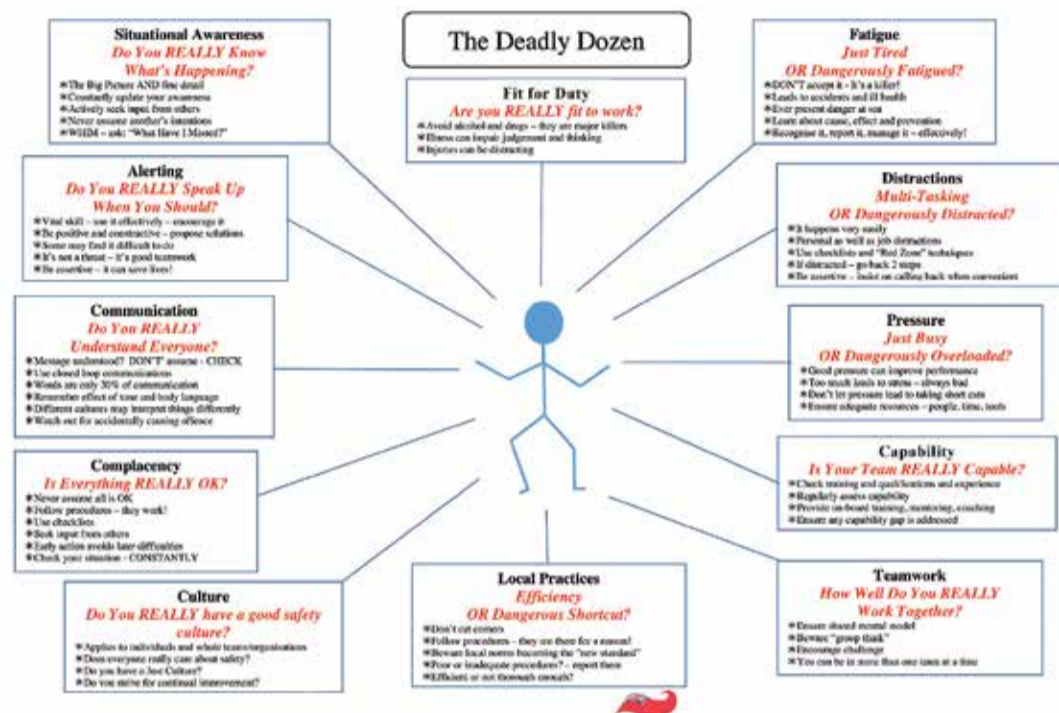 The Deadly Dozen
Situational Awareness
Do You REALLY Know
What's Happening?
*The Big Picture AND fine detail
*Constantly update your awareness
*Actively seek input from others
*Never assume another's intentions
*WHIM – ask: "What Have I Missed?"
Fit for Duty
Are you REALLY fit to work?
*Avoid alcohol and drugs – they are major killers
*Illness can impair judgement and thinking
*Injuries can be distracting
Fatigue
Just Tired
OR Dangerously Fatigued?
*DON'T accept it – it's a killer!
*Leads to accidents and ill health
*Ever present danger at sea
*Learn about cause, effect and prevention
*Recognise it, report it, manage it – effectively!
Alerting
Do You REALLY Speak Up
When You Should?
*Vital skill – use it effectively – encourage it
*Be positive and constructive – propose solutions
*Some may find it difficult to do
*It's not a threat – it's good teamwork
*Be assertive – it can save lives!
Distractions
Multi-Tasking
OR Dangerously Distracted?
*It happens very easily
*Personal as well as job distractions
*Use checklists and "Red Zone" techniques
*If distracted – go back 2 steps
*Be assertive – insist on calling back when convenient
Communication
Do You REALLY
Understand Everyone?
*Message understood? DON'T assume - CHECK
*Use closed loop communications
*Words are only 30% of communication
*Remember effect of tone and body language
*Different cultures may interpret things differently
*Watch out for accidentally causing offence
Pressure
Just Busy
OR Dangerously Overloaded?
*Good pressure can improve performance
*Too much leads to stress – always bad
*Don't let pressure lead to taking short cuts
*Ensure adequate resources – people, time, tools
Complacency
Is Everything REALLY OK?
*Never assume all is OK
*Follow procedures – they work!
*Use checklists
*Seek input from others
*Early action avoids later difficulties
*Check your situation - CONSTANTLY
Capability
Is Your Team REALLY Capable?
*Check training and qualifications and experience
*Regularly assess capability
*Provide on-board training, mentoring, coaching
*Ensure any capability gap is addressed
Culture
Do You REALLY have a good safety
culture?
*Applies to individuals and whole teams/organisations
*Does everyone really care about safety?
*Do you have a Just Culture?
*Do you strive for continual improvement?
Local Practices
Efficiency
OR Dangerous Shortcut?
*Don't cut corners
*Follow procedures – they are there for a reason!
*Beware local norms becoming the "new standard"
*Poor or inadequate procedures? – report them
*Efficient or not thorough enough?
Teamwork
How Well Do You REALLY
Work Together?
*Ensure shared mental model
*Beware "group think"
*Encourage challenge
*You can be in more than one team at a time